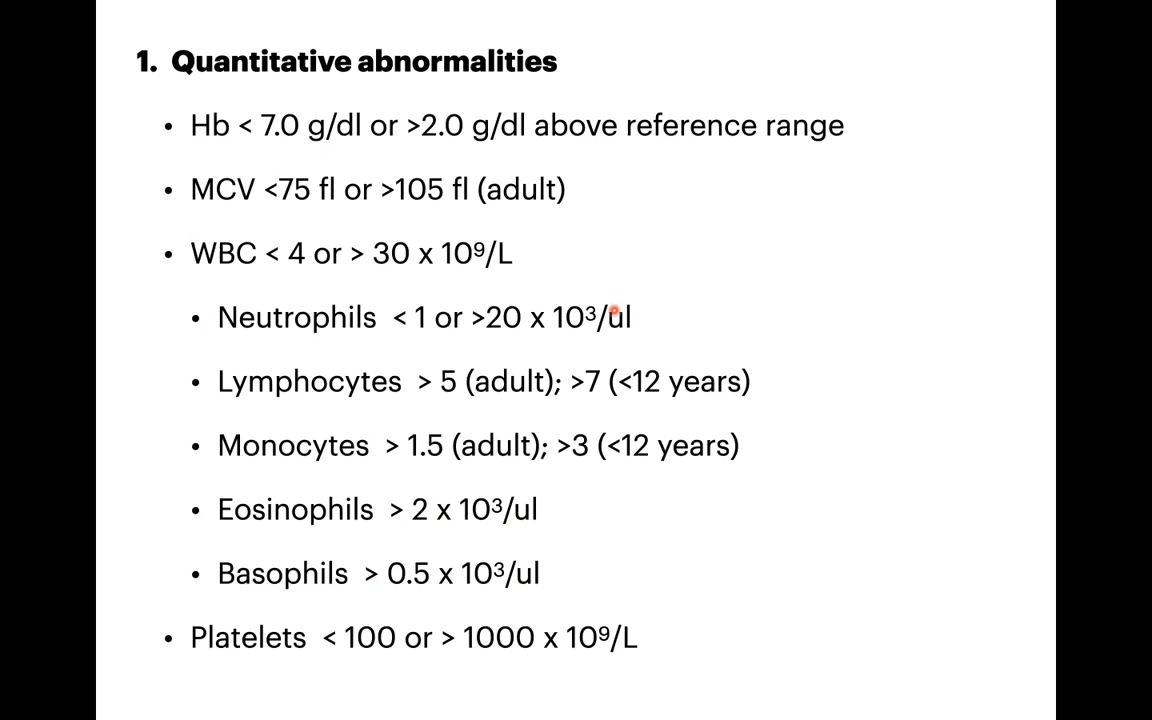 1. Quantitative abnormalities
• Hb < 7.0 g/dl or >2.0 g/dl above reference range
• MCV <75 fl or >105 fl (adult)
• WBC < 4 or > 30 x 10⁹/L
• Neutrophils < 1 or >20 x 10³/ul
• Lymphocytes > 5 (adult); >7 (<12 years)
• Monocytes > 1.5 (adult); >3 (<12 years)
• Eosinophils > 2 x 10³/ul
• Basophils > 0.5 x 10³/ul
• Platelets < 100 or > 1000 x 10⁹/L